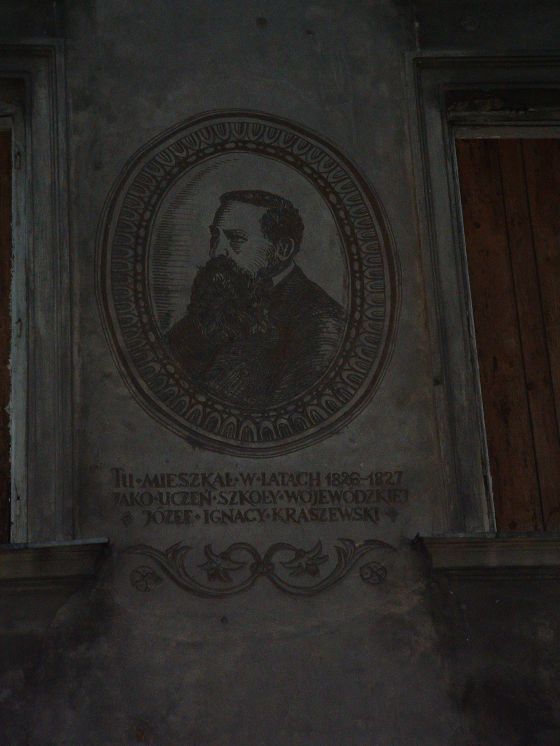 TU • MIESZKAŁ • W • LATACH 1826-1827
JAKO • UCZEŃ • SZKOŁY • WOJEWÓDZKIEJ
JÓZEF • IGNACY • KRASZEWSKI